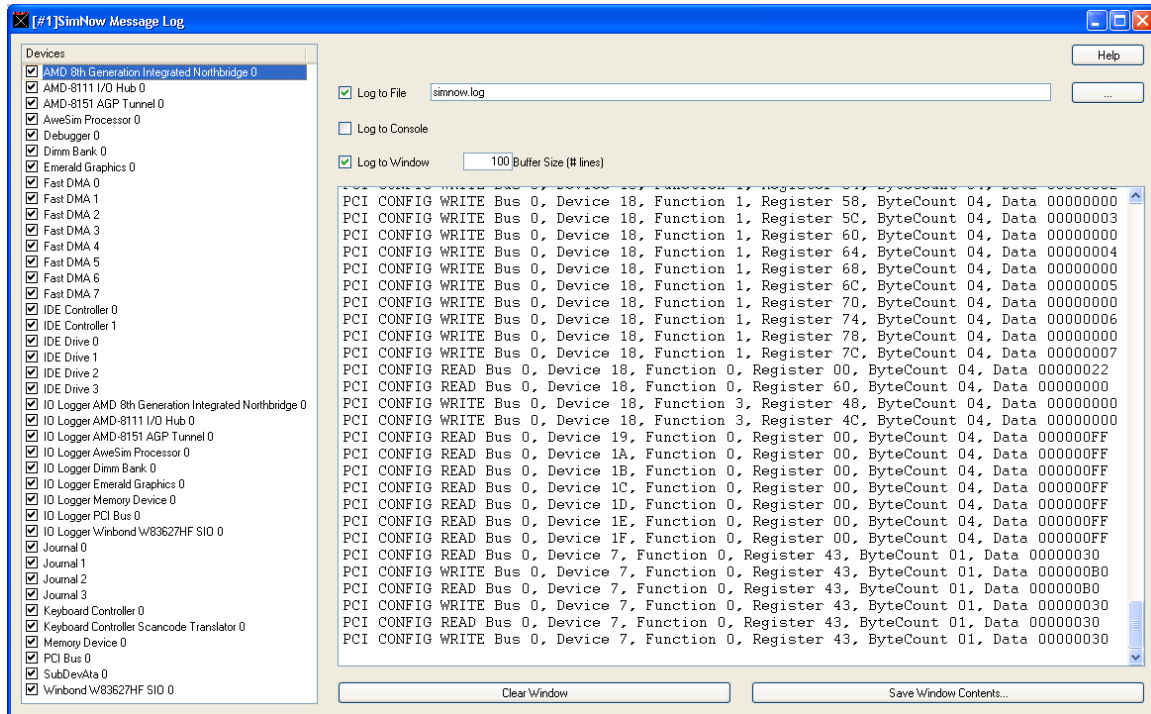 [#1]SimNow Message Log
Devices
AMD 8th Generation Integrated Northbridge 0
AMD-8111 I/O Hub 0
AMD-8151 AGP Tunnel 0
AweSim Processor 0
Debugger 0
Dimm Bank 0
Emerald Graphics 0
Fast DMA 0
Fast DMA 1
Fast DMA 2
Fast DMA 3
Fast DMA 4
Fast DMA 5
Fast DMA 6
Fast DMA 7
IDE Controller 0
IDE Controller 1
IDE Drive 0
IDE Drive 1
IDE Drive 2
IDE Drive 3
IO Logger AMD 8th Generation Integrated Northbridge 0
IO Logger AMD-8111 I/O Hub 0
IO Logger AMD-8151 AGP Tunnel 0
IO Logger AweSim Processor 0
IO Logger Dimm Bank 0
IO Logger Emerald Graphics 0
IO Logger Memory Device 0
IO Logger PCI Bus 0
IO Logger Winbond W83627HF SIO 0
Journal 0
Journal 1
Journal 2
Journal 3
Keyboard Controller 0
Keyboard Controller Scancode Translator 0
Memory Device 0
PCI Bus 0
SubDevAta 0
Winbond W83627HF SIO 0
Help
Log to File simnow.log ...
Log to Console
Log to Window 100 Buffer Size (# lines)
PCI CONFIG WRITE Bus 0, Device 18, Function 1, Register 58, ByteCount 04, Data 00000000
PCI CONFIG WRITE Bus 0, Device 18, Function 1, Register 5C, ByteCount 04, Data 00000003
PCI CONFIG WRITE Bus 0, Device 18, Function 1, Register 60, ByteCount 04, Data 00000000
PCI CONFIG WRITE Bus 0, Device 18, Function 1, Register 64, ByteCount 04, Data 00000004
PCI CONFIG WRITE Bus 0, Device 18, Function 1, Register 68, ByteCount 04, Data 00000000
PCI CONFIG WRITE Bus 0, Device 18, Function 1, Register 6C, ByteCount 04, Data 00000005
PCI CONFIG WRITE Bus 0, Device 18, Function 1, Register 70, ByteCount 04, Data 00000000
PCI CONFIG WRITE Bus 0, Device 18, Function 1, Register 74, ByteCount 04, Data 00000006
PCI CONFIG WRITE Bus 0, Device 18, Function 1, Register 78, ByteCount 04, Data 00000000
PCI CONFIG WRITE Bus 0, Device 18, Function 1, Register 7C, ByteCount 04, Data 00000007
PCI CONFIG READ Bus 0, Device 18, Function 0, Register 00, ByteCount 04, Data 00000022
PCI CONFIG READ Bus 0, Device 18, Function 0, Register 60, ByteCount 04, Data 00000000
PCI CONFIG WRITE Bus 0, Device 18, Function 3, Register 48, ByteCount 04, Data 00000000
PCI CONFIG WRITE Bus 0, Device 18, Function 3, Register 4C, ByteCount 04, Data 00000000
PCI CONFIG READ Bus 0, Device 19, Function 0, Register 00, ByteCount 04, Data 000000FF
PCI CONFIG READ Bus 0, Device 1A, Function 0, Register 00, ByteCount 04, Data 000000FF
PCI CONFIG READ Bus 0, Device 1B, Function 0, Register 00, ByteCount 04, Data 000000FF
PCI CONFIG READ Bus 0, Device 1C, Function 0, Register 00, ByteCount 04, Data 000000FF
PCI CONFIG READ Bus 0, Device 1D, Function 0, Register 00, ByteCount 04, Data 000000FF
PCI CONFIG READ Bus 0, Device 1E, Function 0, Register 00, ByteCount 04, Data 000000FF
PCI CONFIG READ Bus 0, Device 1F, Function 0, Register 00, ByteCount 04, Data 000000FF
PCI CONFIG READ Bus 0, Device 7, Function 0, Register 43, ByteCount 01, Data 00000030
PCI CONFIG WRITE Bus 0, Device 7, Function 0, Register 43, ByteCount 01, Data 000000B0
PCI CONFIG READ Bus 0, Device 7, Function 0, Register 43, ByteCount 01, Data 000000B0
PCI CONFIG WRITE Bus 0, Device 7, Function 0, Register 43, ByteCount 01, Data 00000030
PCI CONFIG READ Bus 0, Device 7, Function 0, Register 43, ByteCount 01, Data 00000030
PCI CONFIG WRITE Bus 0, Device 7, Function 0, Register 43, ByteCount 01, Data 00000030
Clear Window
Save Window Contents...